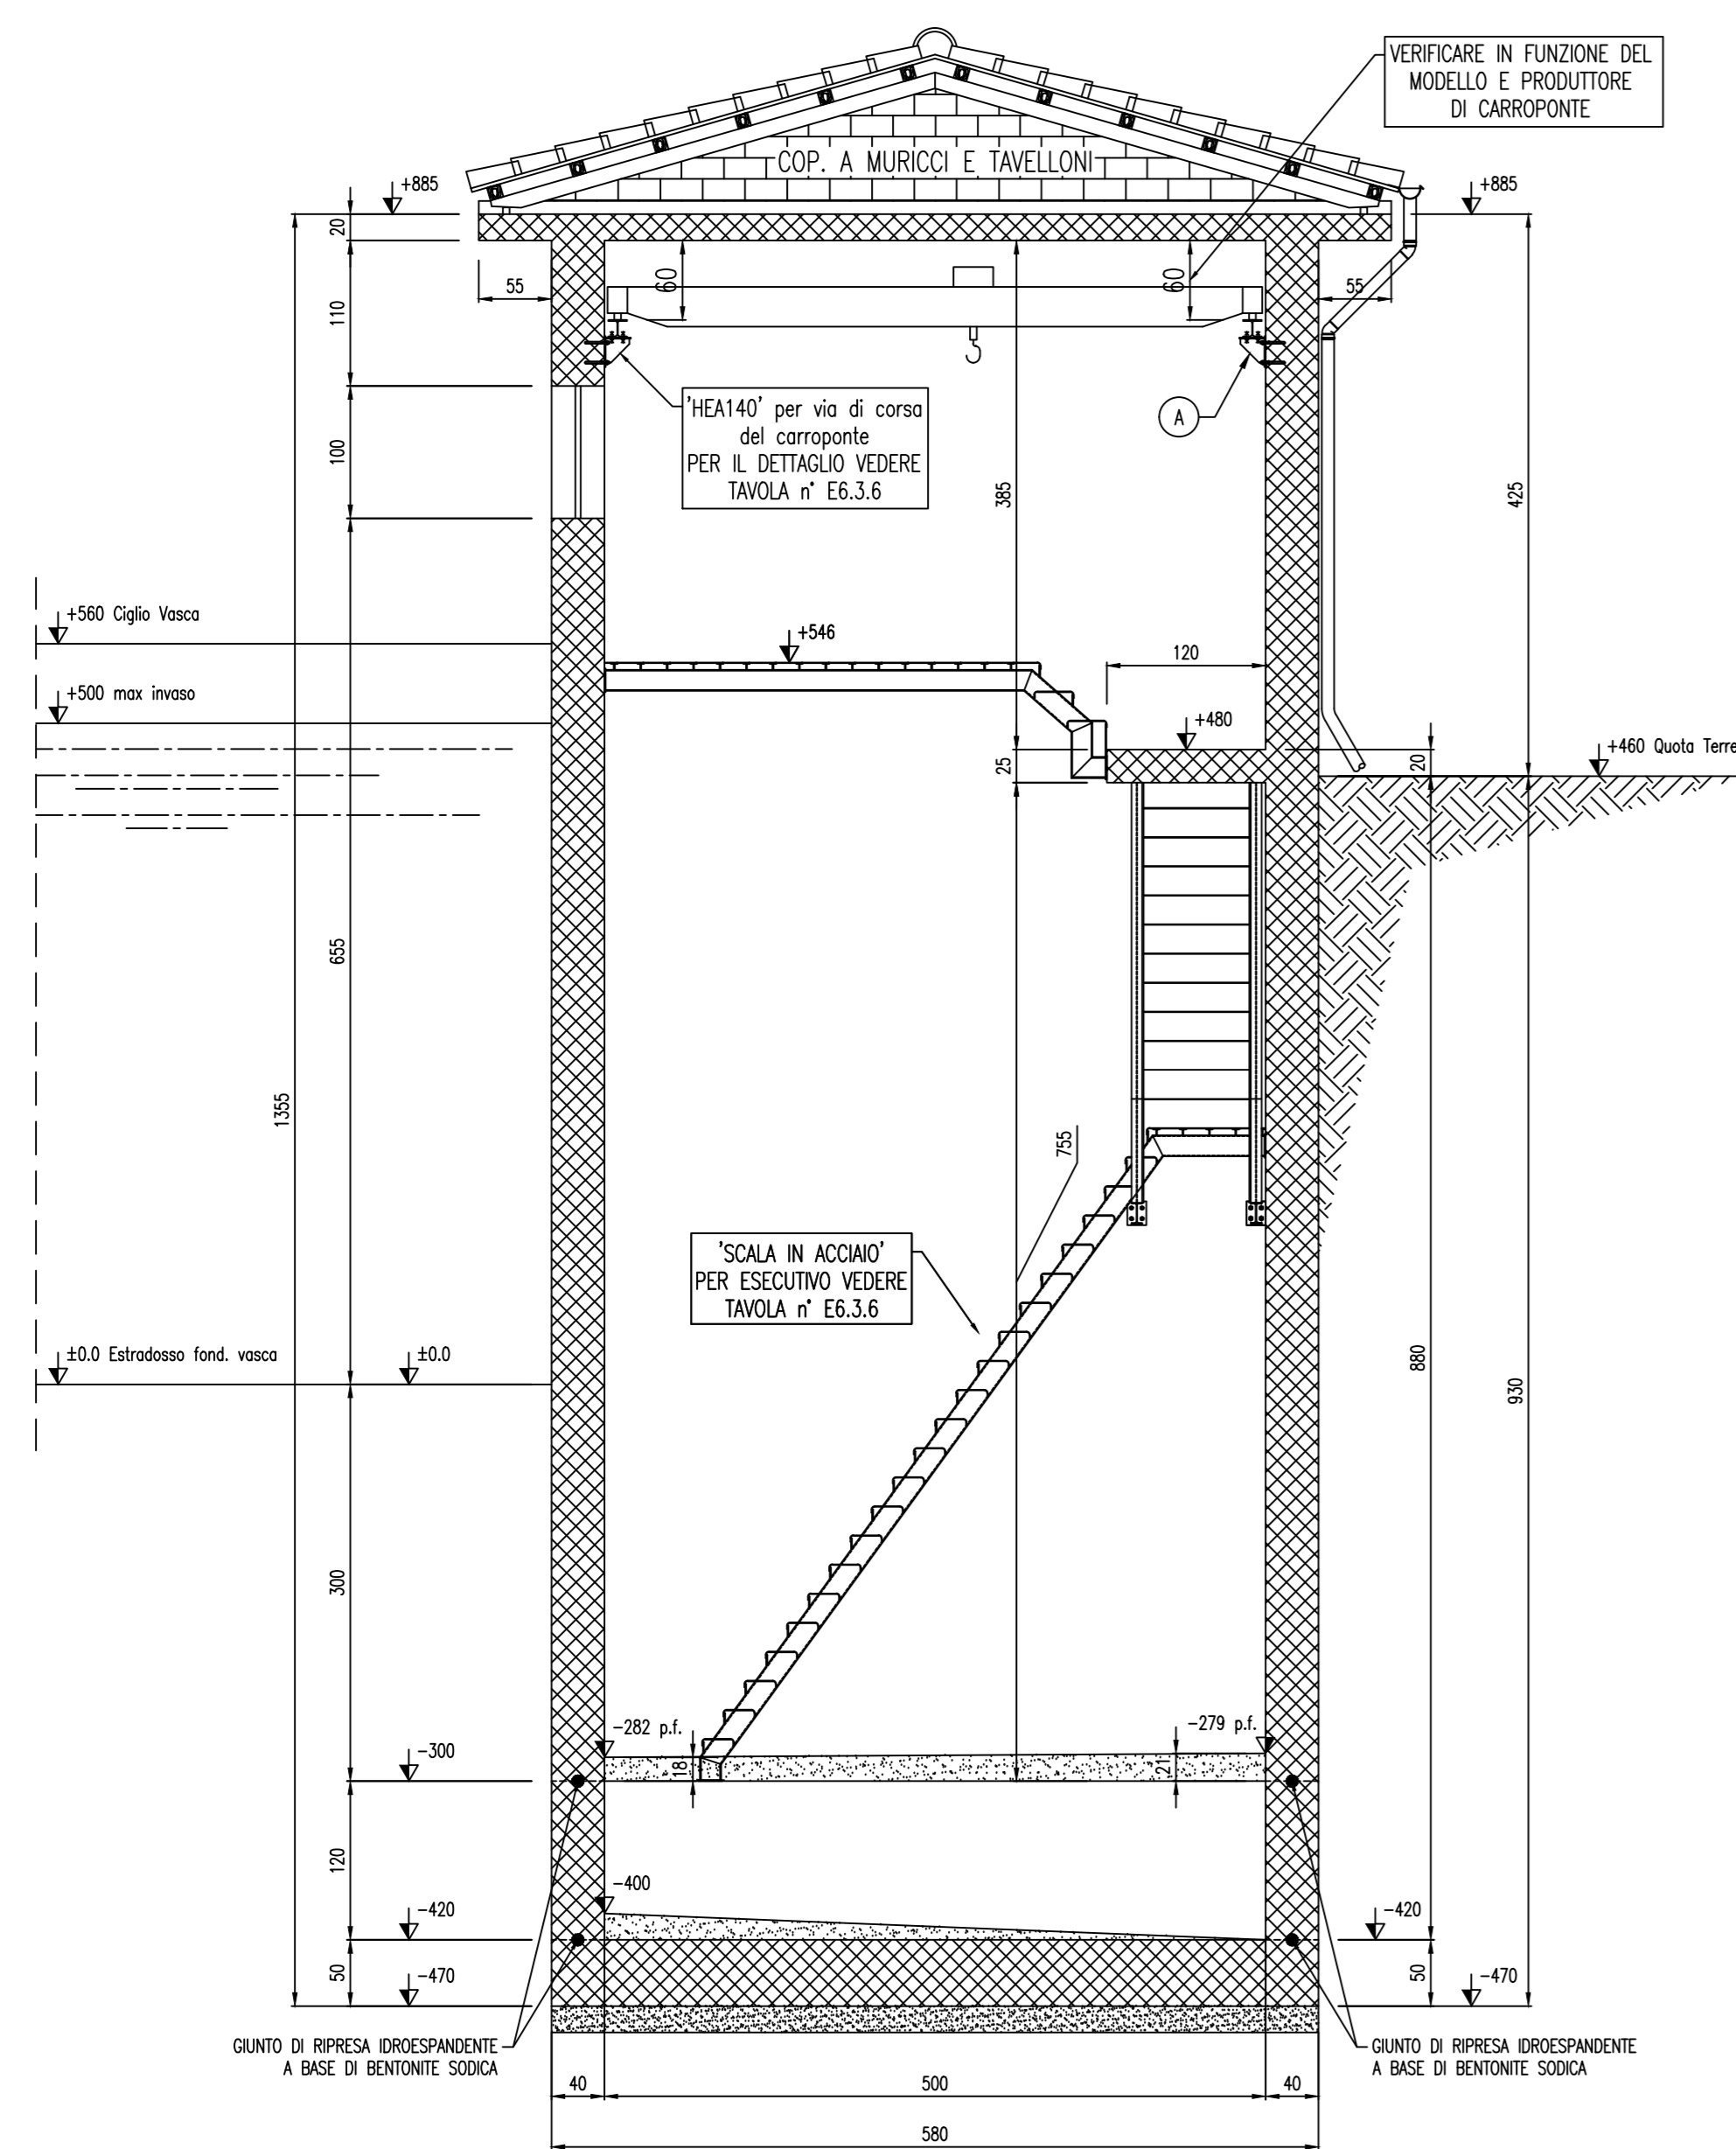 VERIFICARE IN FUNZIONE DEL
MODELLO E PRODUTTORE
DI CARROPONTE
COP. A MURICCI E TAVELLONI
+885
+885
20
55
60
60
55
110
'HEA140' per via di corsa
del carroponte
PER IL DETTAGLIO VEDERE
TAVOLA n° E6.3.6
A
100
385
425
+560 Ciglio Vasca
+546
120
+500 max invaso
+480
+460 Quota Terre
25
20
655
1355
755
'SCALA IN ACCIAIO'
PER ESECUTIVO VEDERE
TAVOLA n° E6.3.6
±0.0 Estradosso fond. vasca
±0.0
880
930
300
-282 p.f.
-279 p.f.
-300
18
21
120
-400
-420
-420
50
-470
50
-470
GIUNTO DI RIPRESA IDROESPANDENTE
A BASE DI BENTONITE SODICA
GIUNTO DI RIPRESA IDROESPANDENTE
A BASE DI BENTONITE SODICA
40
500
40
580